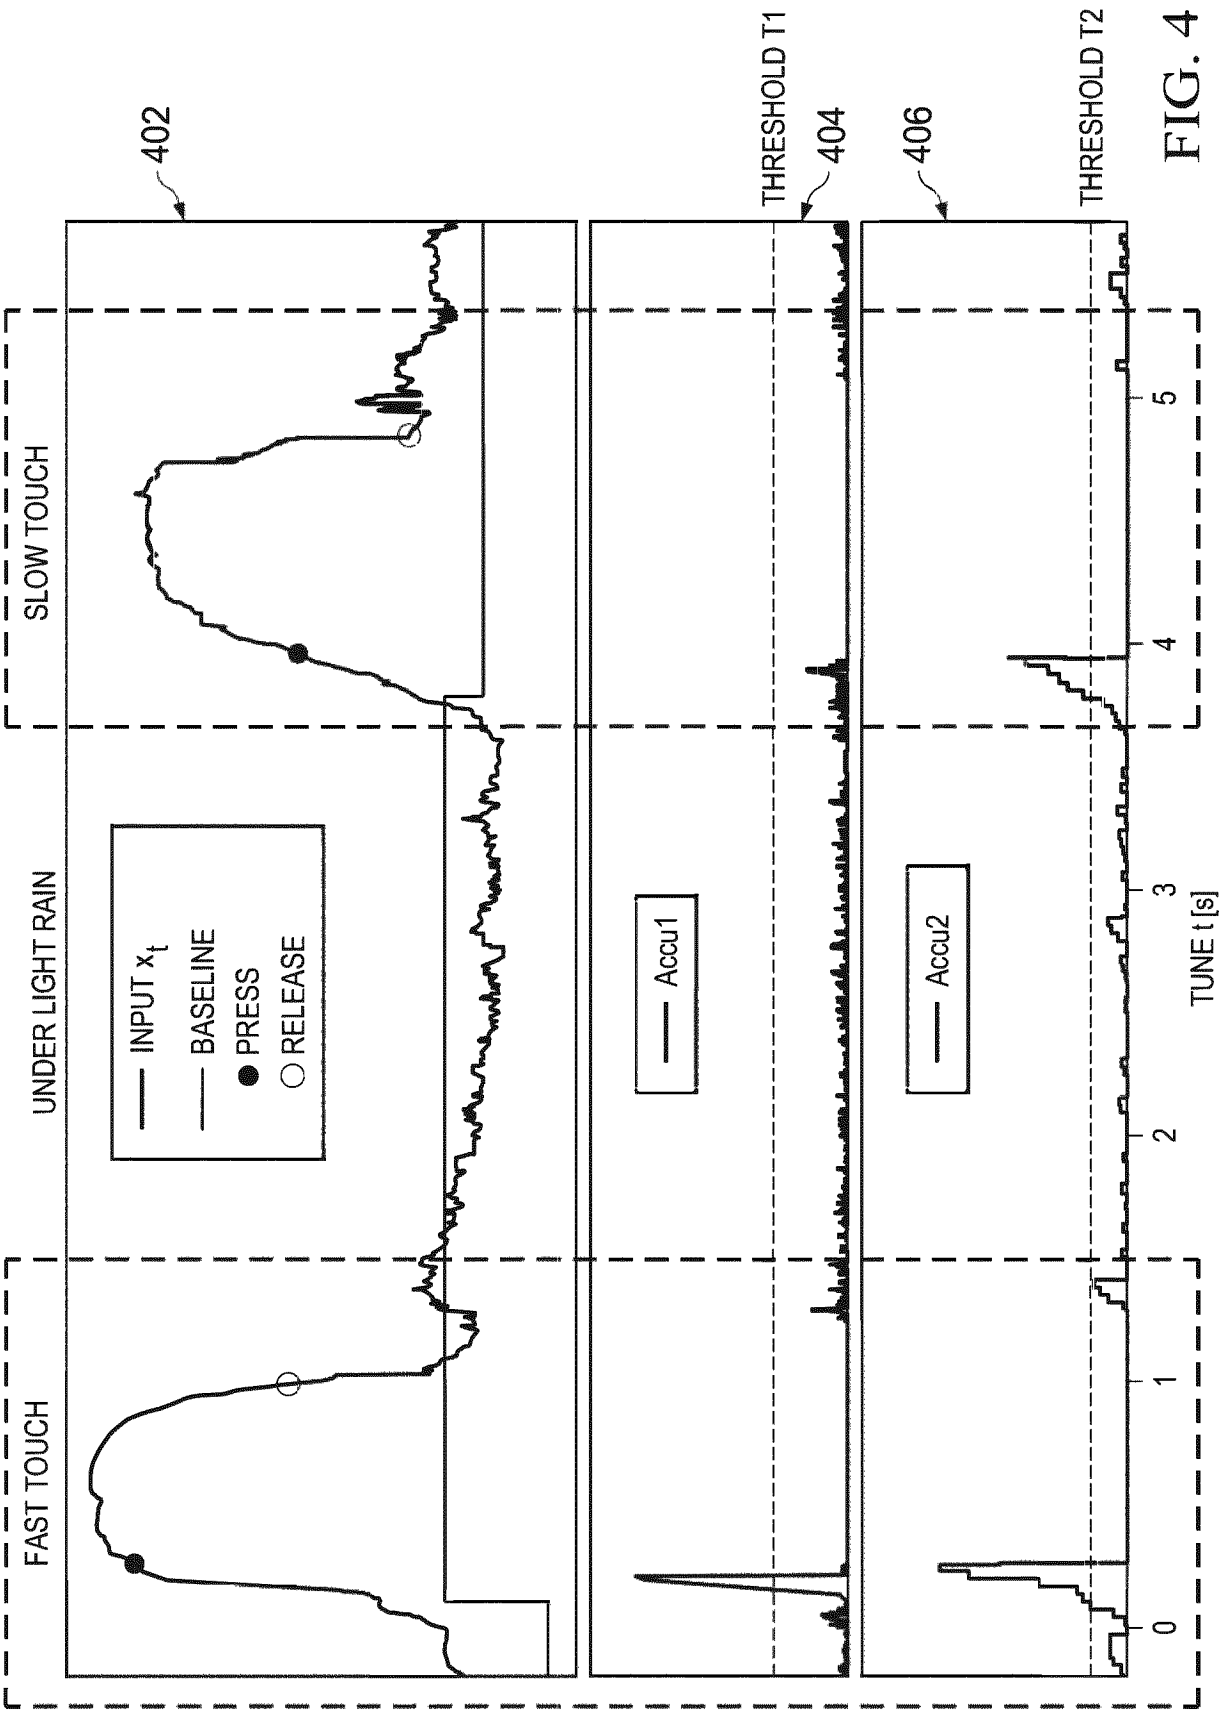 UNDER LIGHT RAIN
FAST TOUCH
SLOW TOUCH
402
INPUT xt
BASELINE
PRESS
RELEASE
Accu1
THRESHOLD T1
404
Accu2
406
THRESHOLD T2
0
1
2
3
4
5
TUNE t [s]
FIG. 4